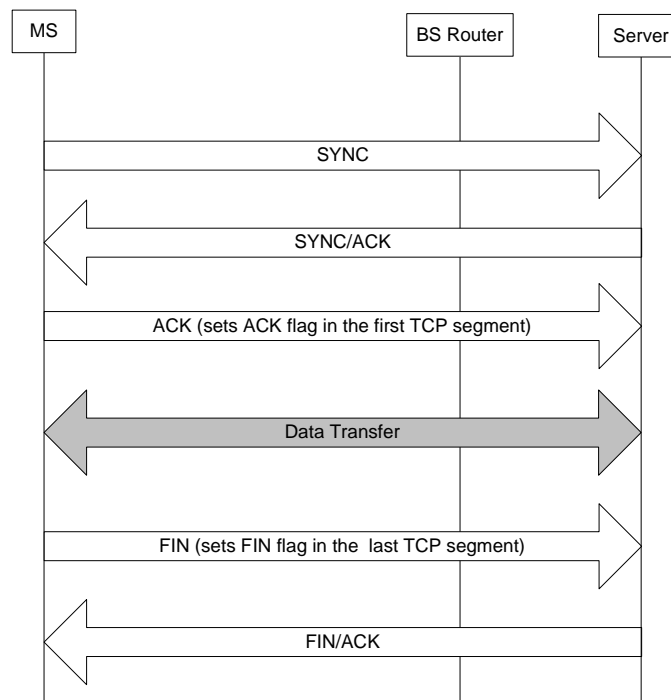 MS
BS Router
Server
SYNC
SYNC/ACK
ACK (sets ACK flag in the first TCP segment)
Data Transfer
FIN (sets FIN flag in the  last TCP segment)
FIN/ACK